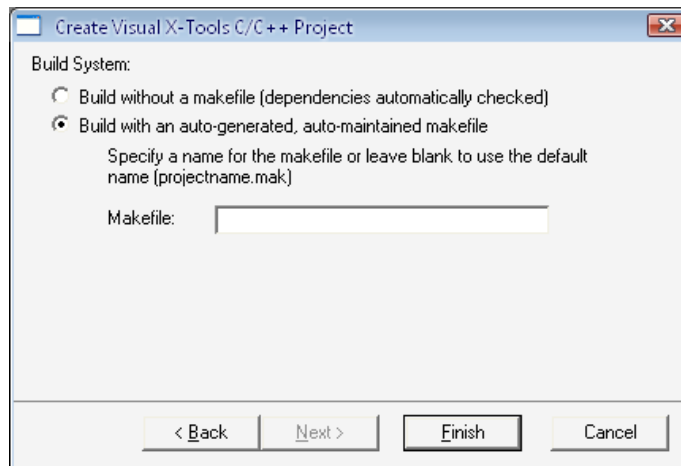 Create Visual X-Tools C/C++ Project
Build System:
Build without a makefile (dependencies automatically checked)
Build with an auto-generated, auto-maintained makefile
Specify a name for the makefile or leave blank to use the default
name (projectname.mak)
Makefile:
< Back Next > Finish Cancel